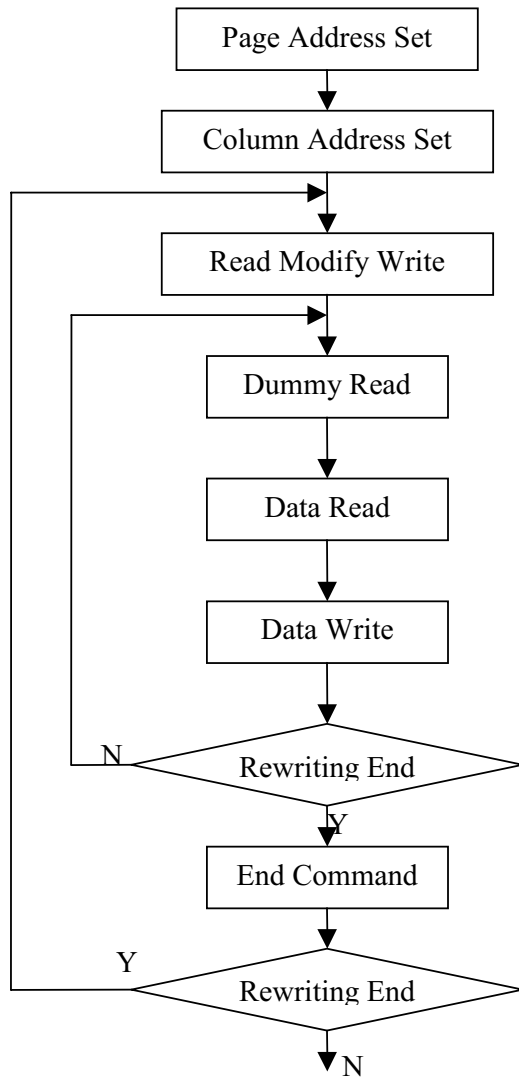 Page Address Set
Column Address Set
Read Modify Write
Dummy Read
Data Read
Data Write
N
Rewriting End
Y
End Command
Y
Rewriting End
N